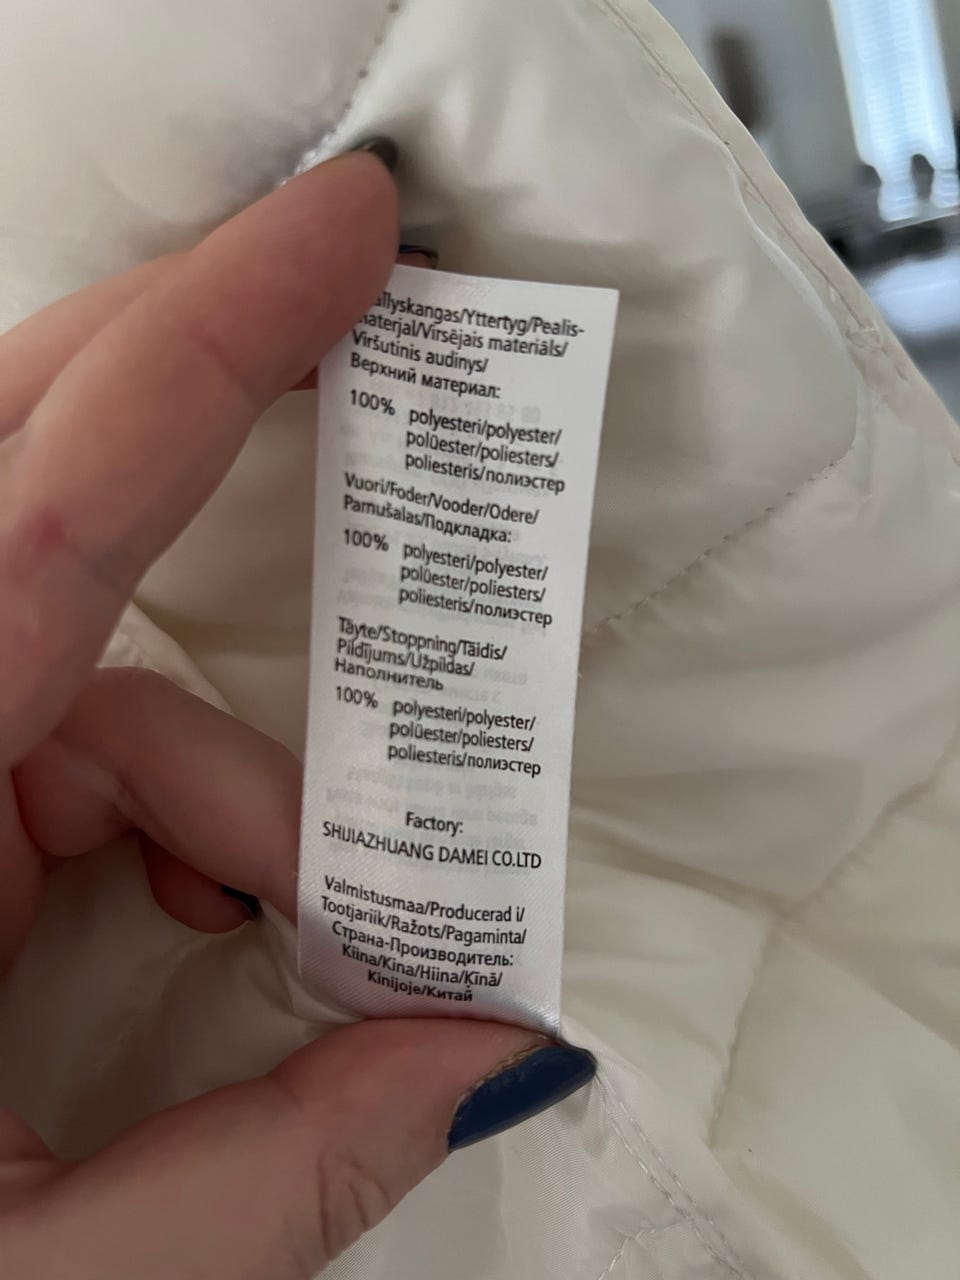 Yttertyg/Pealis-
materjal/Virsējais materiāls/
Viršutinis audinys/
Верхний материал:
100% polyesteri/polyester/
polüester/poliesters/
poliesteris/полиэстер
Vuori/Foder/Vooder/Odere/
Pamušalas/Подкладка:
100% polyesteri/polyester/
polüester/poliesters/
poliesteris/полиэстер
Täyte/Stoppning/Täidis/
Pildījums/Užpildas/
Наполнитель
100% polyesteri/polyester/
polüester/poliesters/
poliesteris/полиэстер
Factory:
SHIJIAZHUANG DAMEI CO.LTD
Valmistusmaa/Producerad i/
Tootjariik/Ražots/Pagaminta/
Страна-Производитель:
Kiina/Kina/Hiina/Ķīnā/
Kinijoje/Китай